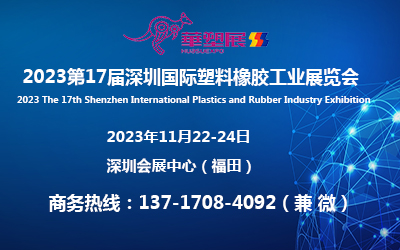 華塑展
HUASUEXPO
2023第17届深圳国际塑料橡胶工业展览会
2023 The 17th Shenzhen International Plastics and Rubber Industry Exhibition
2023年11月22-24日
深圳会展中心（福田）
商务热线：137-1708-4092（兼 微）